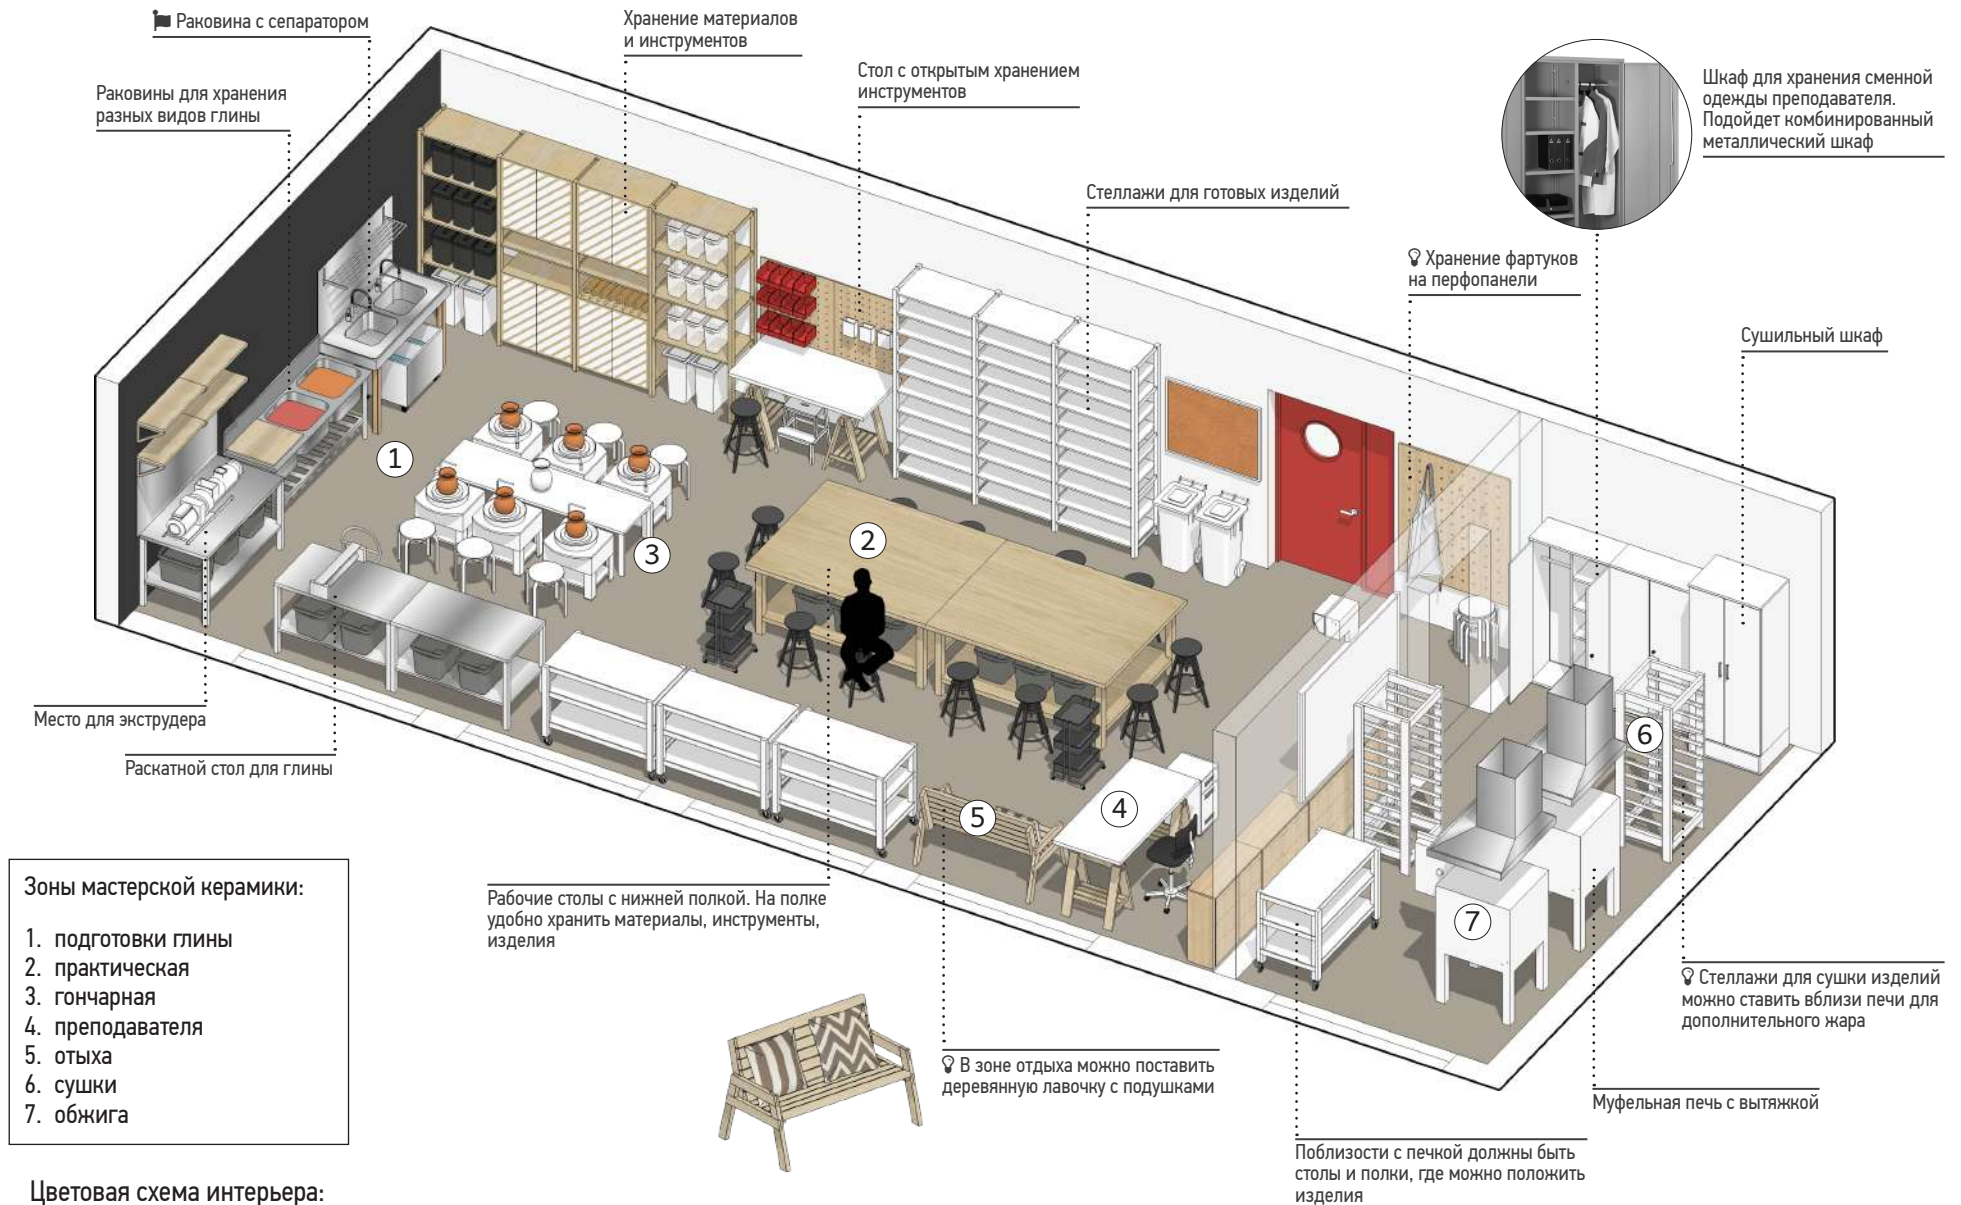 Раковина с сепаратором
Хранение материалов
и инструментов
Стол с открытым хранением
инструментов
Шкаф для хранения сменной
одежды преподавателя.
Подойдет комбинированный
металлический шкаф
Раковины для хранения
разных видов глины
Стеллажи для готовых изделий
Хранение фартуков
на перфопанели
Сушильный шкаф
1
2
3
4
5
6
7
Место для экструдера
Раскатной стол для глины
Рабочие столы с нижней полкой. На полке
удобно хранить материалы, инструменты,
изделия
Стеллажи для сушки изделий
можно ставить вблизи печи для
дополнительного жара
В зоне отдыха можно поставить
деревянную лавочку с подушками
Муфельная печь с вытяжкой
Поблизости с печкой должны быть
столы и полки, где можно положить
изделия
Зоны мастерской керамики:
1. подготовки глины
2. практическая
3. гончарная
4. преподавателя
5. отыха
6. сушки
7. обжига
Цветовая схема интерьера: